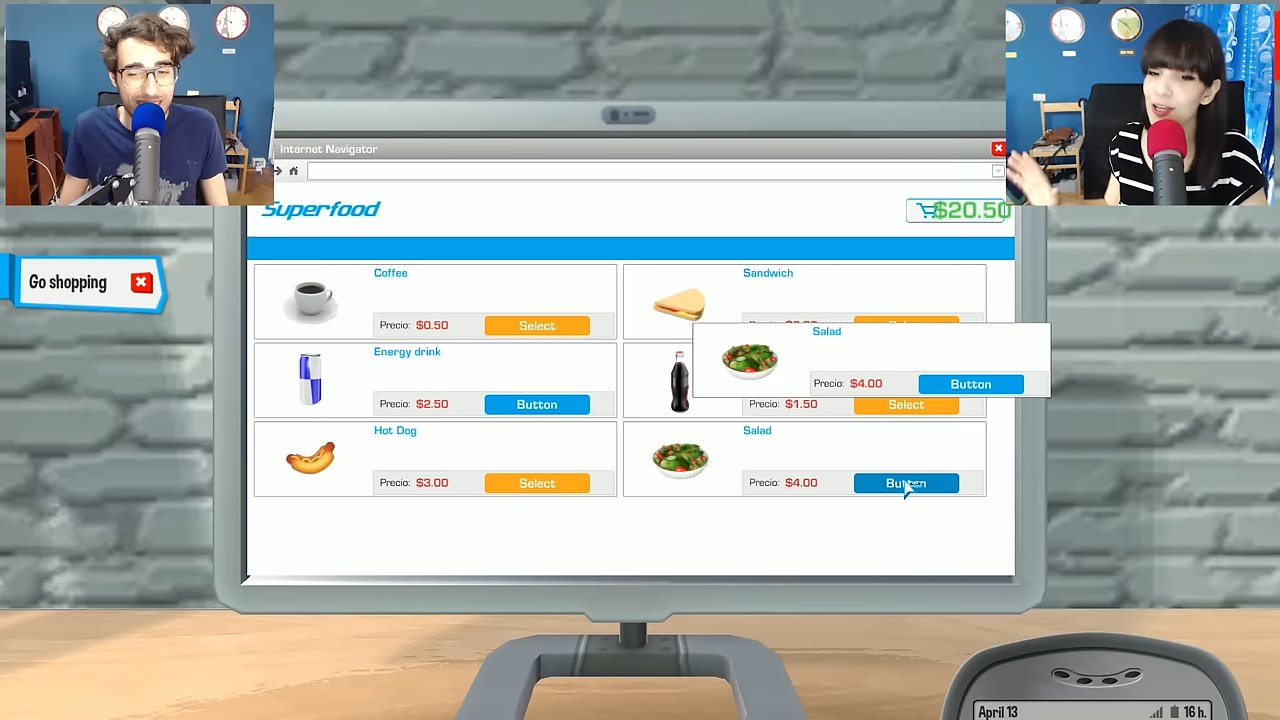 Internet Navigator
Superfood
$20.50
Go shopping
Coffee
Precio: $0.50
Select
Sandwich
Energy drink
Precio: $2.50
Button
Salad
Precio: $4.00
Button
Precio: $1.50
Select
Hot Dog
Precio: $3.00
Select
Salad
Precio: $4.00
Button
April 13
16 h.